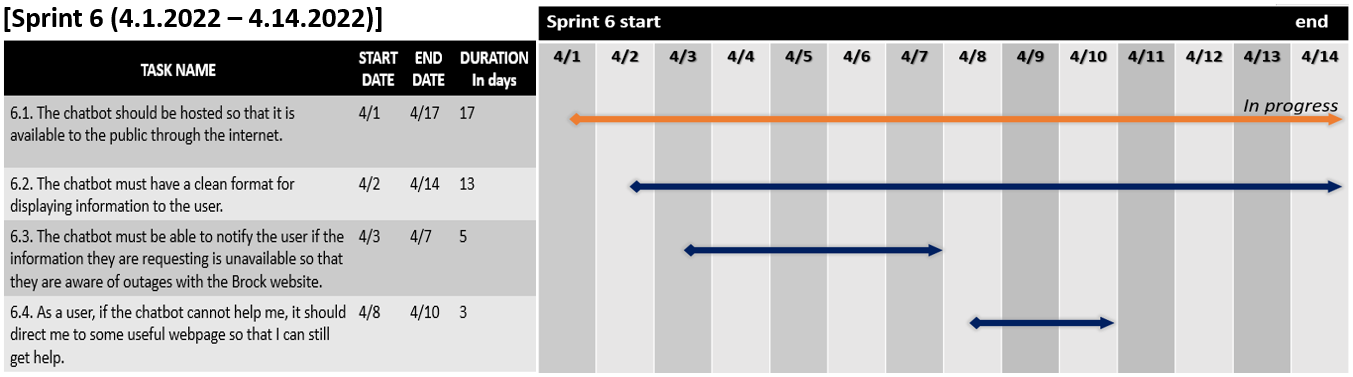 [Sprint 6 (4.1.2022 – 4.14.2022)]
Sprint 6 start end
TASK NAME START DATE END DATE DURATION In days
4/1 4/2 4/3 4/4 4/5 4/6 4/7 4/8 4/9 4/10 4/11 4/12 4/13 4/14
6.1. The chatbot should be hosted so that it is 4/1 4/17 17
available to the public through the internet.
In progress
6.2. The chatbot must have a clean format for 4/2 4/14 13
displaying information to the user.
6.3. The chatbot must be able to notify the user if the 4/3 4/7 5
information they are requesting is unavailable so that
they are aware of outages with the Brock website.
6.4. As a user, if the chatbot cannot help me, it should 4/8 4/10 3
direct me to some useful webpage so that I can still
get help.